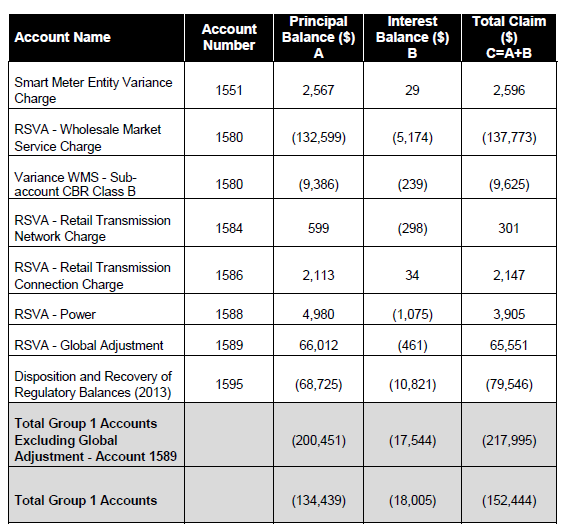 Account Name Account Number Principal Balance ($) A Interest Balance ($) B Total Claim ($) C=A+B
Smart Meter Entity Variance Charge 1551 2,567 29 2,596
RSVA - Wholesale Market Service Charge 1580 (132,599) (5,174) (137,773)
Variance WMS - Sub-account CBR Class B 1580 (9,386) (239) (9,625)
RSVA - Retail Transmission Network Charge 1584 599 (298) 301
RSVA - Retail Transmission Connection Charge 1586 2,113 34 2,147
RSVA - Power 1588 4,980 (1,075) 3,905
RSVA - Global Adjustment 1589 66,012 (461) 65,551
Disposition and Recovery of Regulatory Balances (2013) 1595 (68,725) (10,821) (79,546)
Total Group 1 Accounts Excluding Global Adjustment - Account 1589 (200,451) (17,544) (217,995)
Total Group 1 Accounts (134,439) (18,005) (152,444)